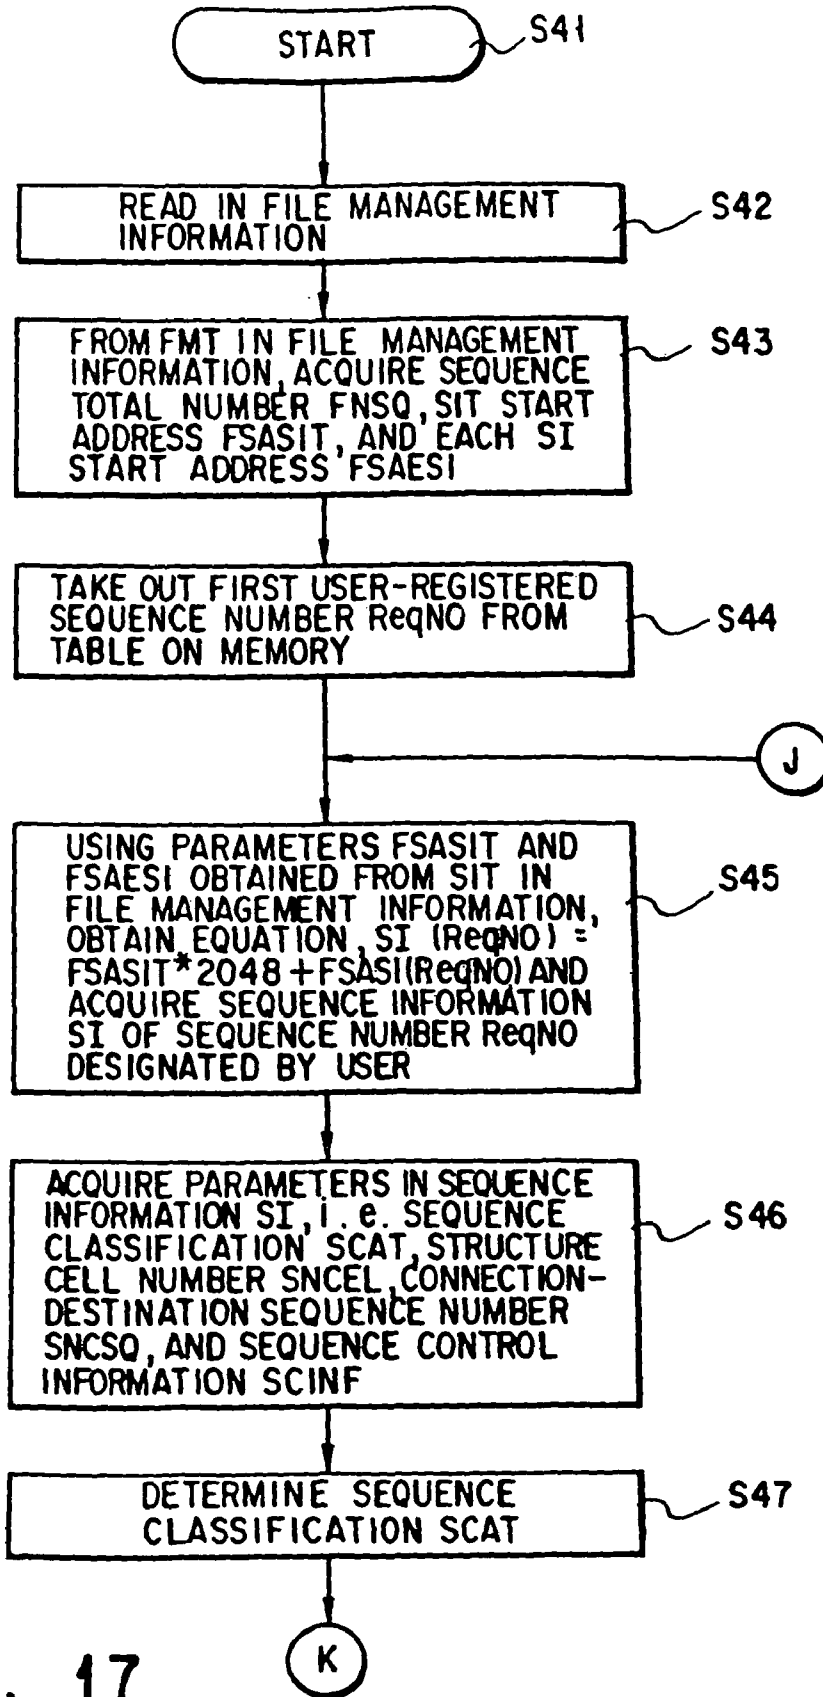 START
S41
READ IN FILE MANAGEMENT
INFORMATION
S42
FROM FMT IN FILE MANAGEMENT
INFORMATION, ACQUIRE SEQUENCE
TOTAL NUMBER FNSQ, SIT START
ADDRESS FSASIT, AND EACH SI
START ADDRESS FSAESI
S43
TAKE OUT FIRST USER-REGISTERED
SEQUENCE NUMBER ReqNO FROM
TABLE ON MEMORY
S44
J
USING PARAMETERS FSASIT AND
FSAESI OBTAINED FROM SIT IN
FILE MANAGEMENT INFORMATION,
OBTAIN EQUATION, SI (ReqNO) =
FSASIT*2048+FSASI(ReqNO) AND
ACQUIRE SEQUENCE INFORMATION
SI OF SEQUENCE NUMBER ReqNO
DESIGNATED BY USER
S45
ACQUIRE PARAMETERS IN SEQUENCE
INFORMATION SI, i.e. SEQUENCE
CLASSIFICATION SCAT, STRUCTURE
CELL NUMBER SNCEL, CONNECTION-
DESTINATION SEQUENCE NUMBER
SNCSQ, AND SEQUENCE CONTROL
INFORMATION SCINF
S46
DETERMINE SEQUENCE
CLASSIFICATION SCAT
S47
K
. 17